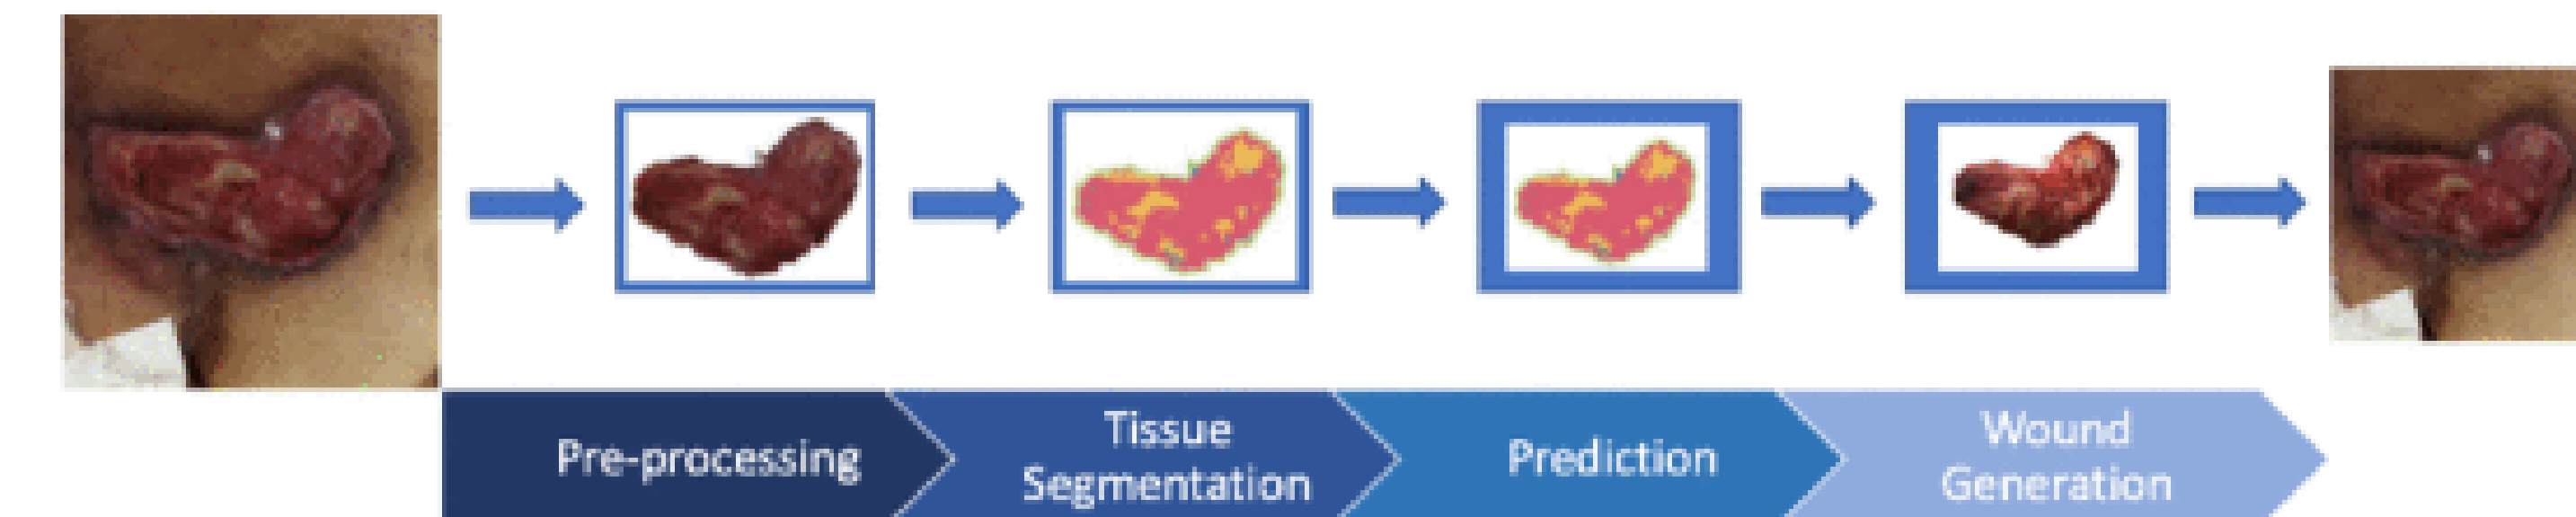 Pre-processing
Tissue
Segmentation
Prediction
Wound
Generation